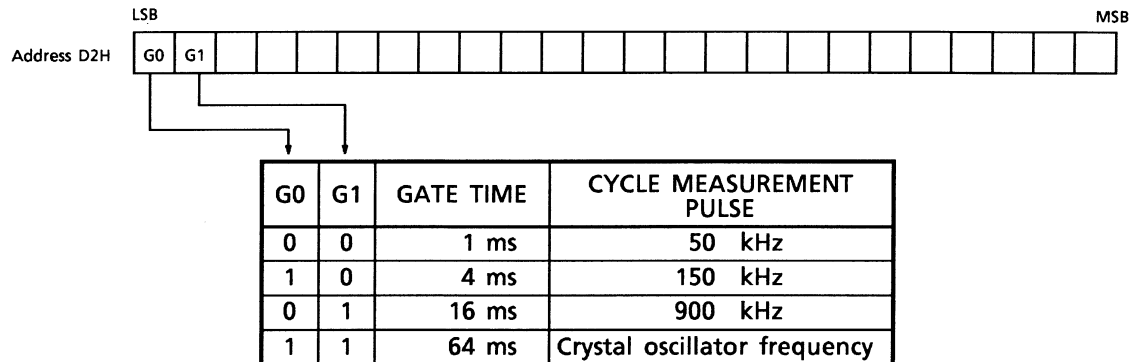 LSB MSB
Address D2H G0 G1
G0 G1 GATE TIME CYCLE MEASUREMENT PULSE
0 0 1 ms 50 kHz
1 0 4 ms 150 kHz
0 1 16 ms 900 kHz
1 1 64 ms Crystal oscillator frequency